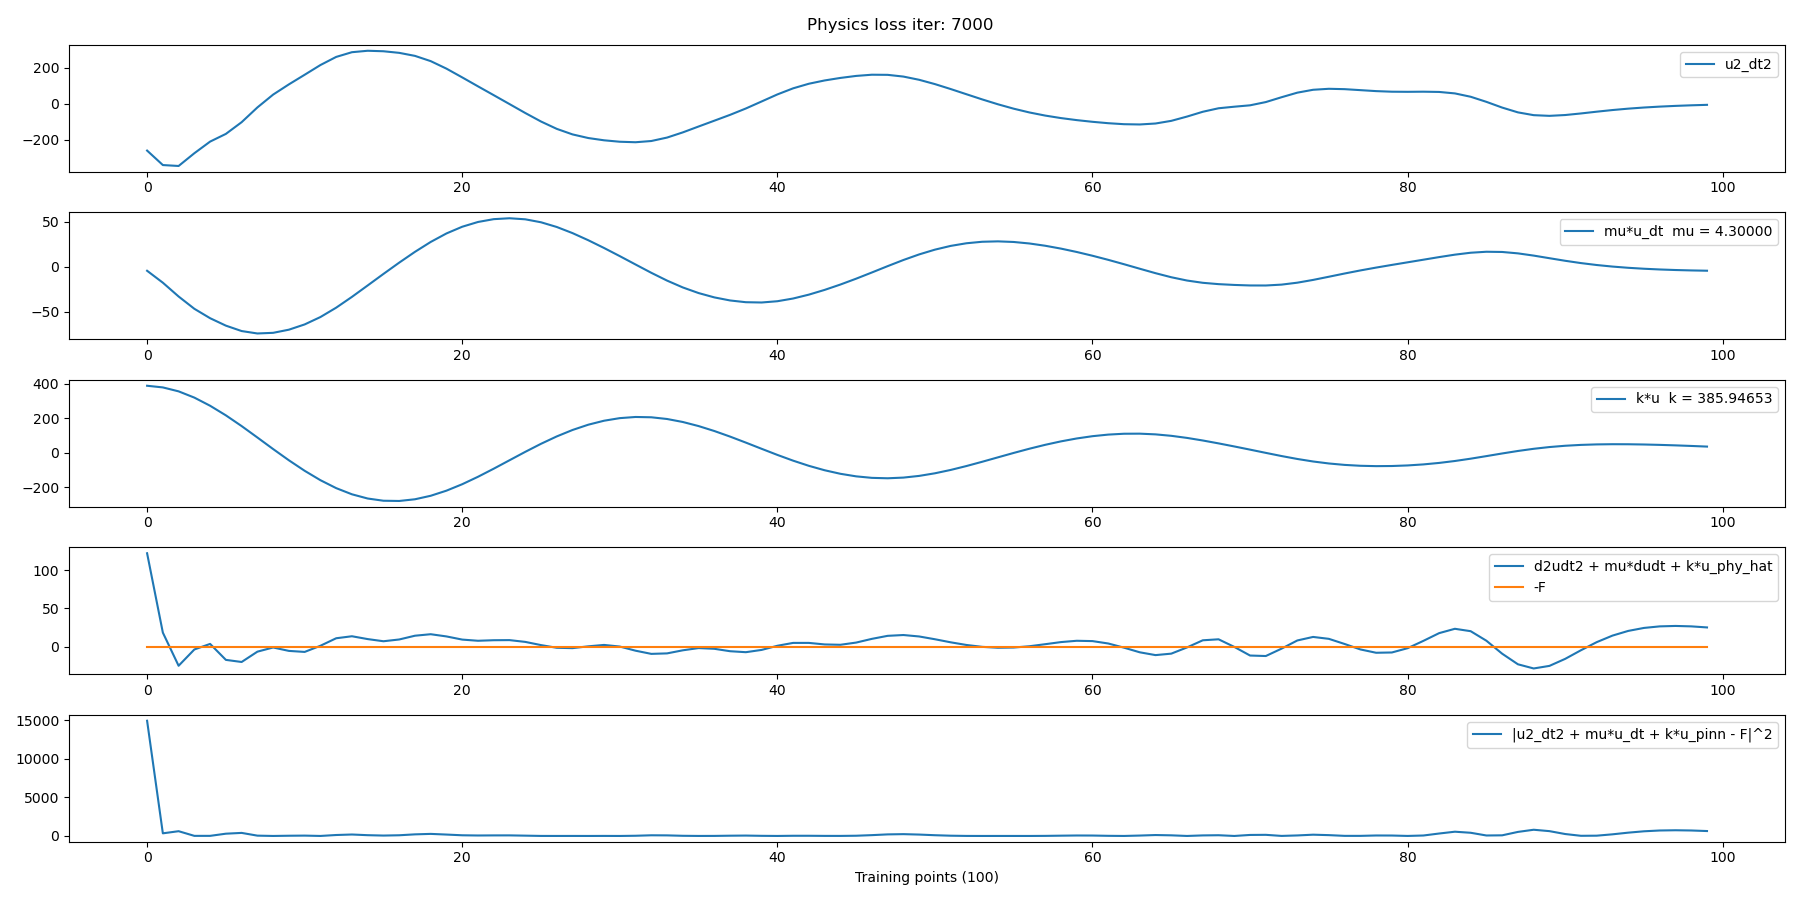 Physics loss iter: 7000
200
0
−200
u2_dt2
0 20 40 60 80 100
50
0
−50
mu*u_dt  mu = 4.30000
0 20 40 60 80 100
400
200
0
−200
k*u  k = 385.94653
0 20 40 60 80 100
100
50
0
d2udt2 + mu*dudt + k*u_phy_hat
-F
0 20 40 60 80 100
15000
10000
5000
0
|u2_dt2 + mu*u_dt + k*u_pinn - F|^2
0 20 40 60 80 100
Training points (100)